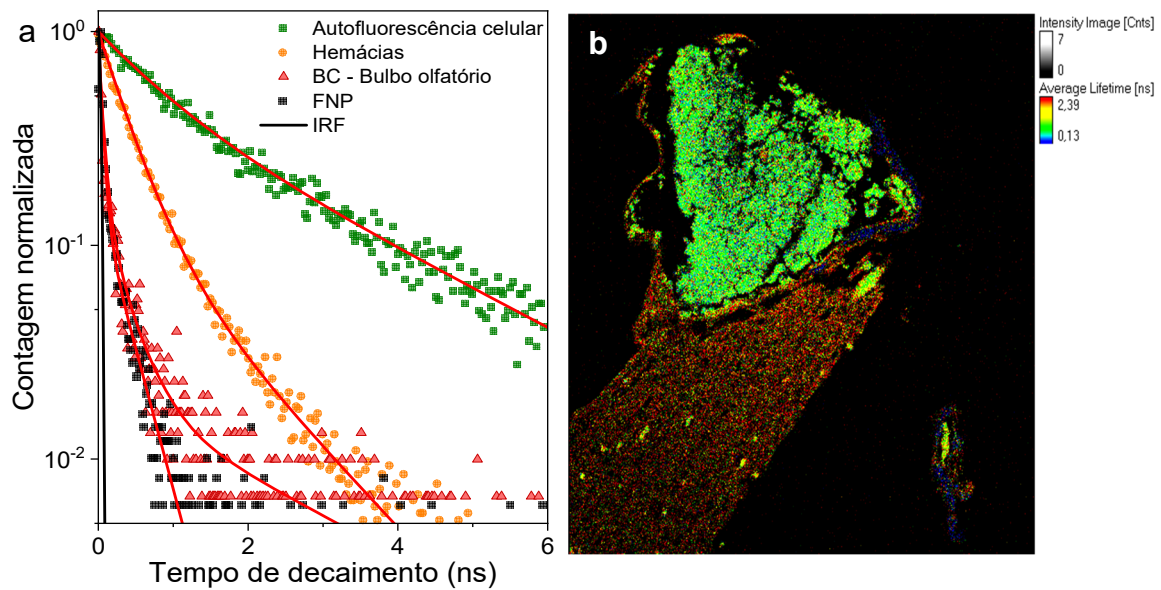 a
Autofluorescência celular
Hemácias
BC - Bulbo olfatório
FNP
IRF
10⁰
10⁻¹
10⁻²
Contagem normalizada
0
2
4
6
Tempo de decaimento (ns)
b
Intensity Image [Cnts]
7
0
Average Lifetime [ns]
2,39
0,13